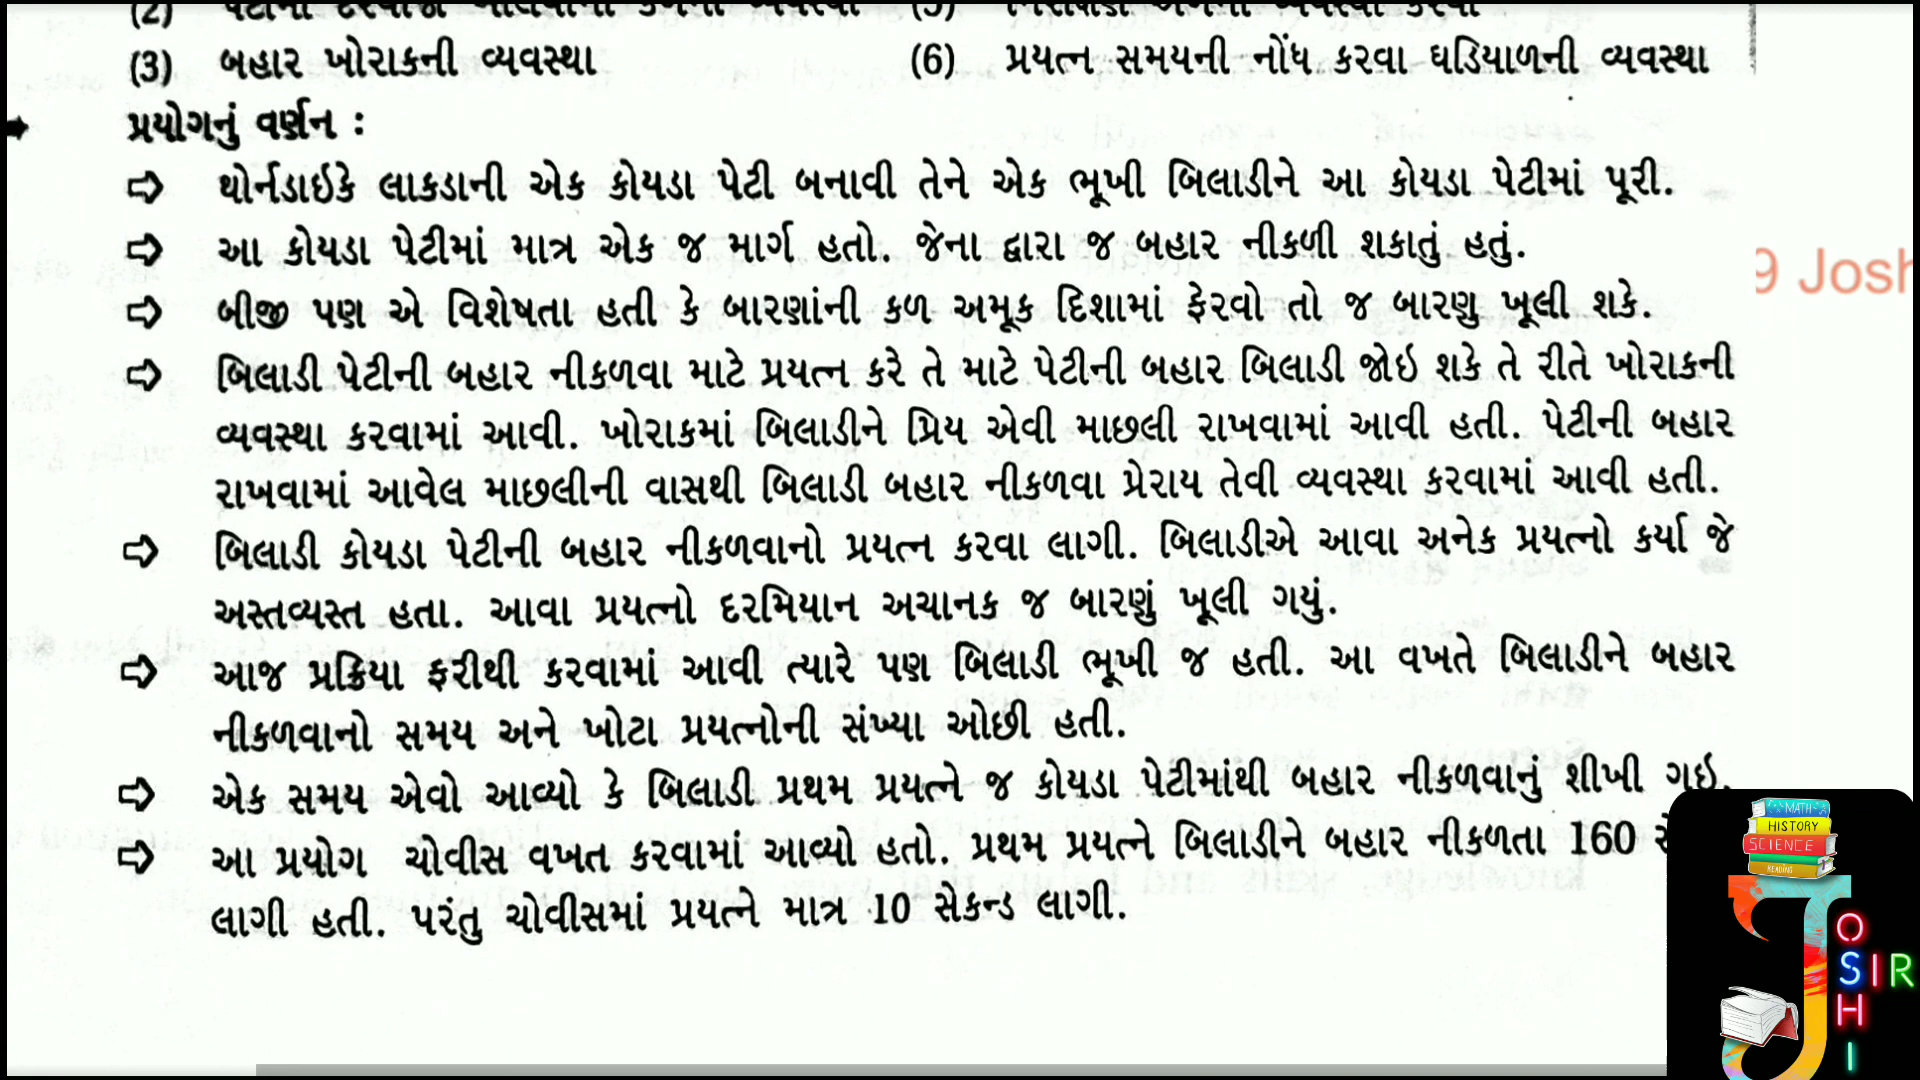 (3) બહાર ખોરાકની વ્યવસ્થા (6) પ્રયત્ન સમયની નોંધ કરવા ઘડિયાળની વ્યવસ્થા
પ્રયોગનું વર્ણન :
થોર્નડાઇકે લાકડાની એક કોયડા પેટી બનાવી તેને એક ભૂખી બિલાડીને આ કોયડા પેટીમાં પૂરી.
આ કોયડા પેટીમાં માત્ર એક જ માર્ગ હતો. જેના દ્વારા જ બહાર નીકળી શકાતું હતું.
9 Josh
બીજી પણ એ વિશેષતા હતી કે બારણાંની કળ અમૂક દિશામાં ફેરવો તો જ બારણુ ખૂલી શકે.
બિલાડી પેટીની બહાર નીકળવા માટે પ્રયત્ન કરે તે માટે પેટીની બહાર બિલાડી જોઇ શકે તે રીતે ખોરાકની
વ્યવસ્થા કરવામાં આવી. ખોરાકમાં બિલાડીને પ્રિય એવી માછલી રાખવામાં આવી હતી. પેટીની બહાર
રાખવામાં આવેલ માછલીની વાસથી બિલાડી બહાર નીકળવા પ્રેરાય તેવી વ્યવસ્થા કરવામાં આવી હતી.
બિલાડી કોયડા પેટીની બહાર નીકળવાનો પ્રયત્ન કરવા લાગી. બિલાડીએ આવા અનેક પ્રયત્નો કર્યા જે
અસ્તવ્યસ્ત હતા. આવા પ્રયત્નો દરમિયાન અચાનક જ બારણું ખૂલી ગયું.
આજ પ્રક્રિયા ફરીથી કરવામાં આવી ત્યારે પણ બિલાડી ભૂખી જ હતી. આ વખતે બિલાડીને બહાર
નીકળવાનો સમય અને ખોટા પ્રયત્નોની સંખ્યા ઓછી હતી.
એક સમય એવો આવ્યો કે બિલાડી પ્રથમ પ્રયત્ને જ કોયડા પેટીમાંથી બહાર નીકળવાનું શીખી ગઇ.
આ પ્રયોગ ચોવીસ વખત કરવામાં આવ્યો હતો. પ્રથમ પ્રયત્ને બિલાડીને બહાર નીકળતા 160
લાગી હતી. પરંતુ ચોવીસમાં પ્રયત્ને માત્ર 10 સેકન્ડ લાગી.
MATH
HISTORY
SCIENCE
READING
JOSHI
SIR